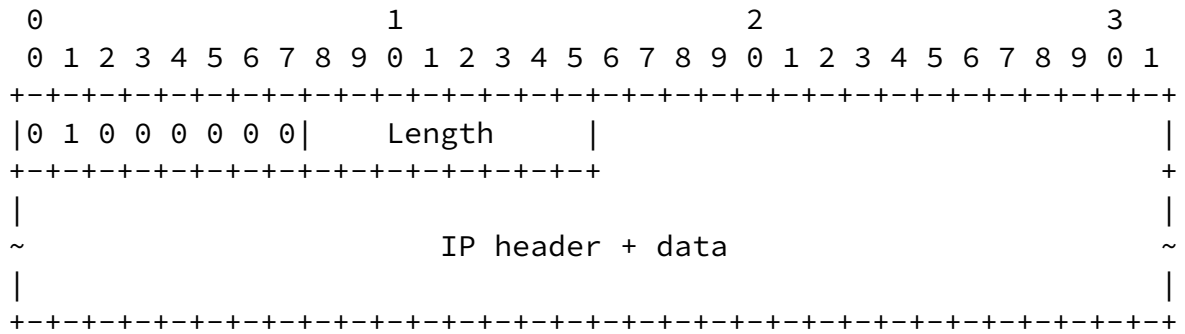 0                   1                   2                   3
 0 1 2 3 4 5 6 7 8 9 0 1 2 3 4 5 6 7 8 9 0 1 2 3 4 5 6 7 8 9 0 1
+-+-+-+-+-+-+-+-+-+-+-+-+-+-+-+-+-+-+-+-+-+-+-+-+-+-+-+-+-+-+-+-+
|0 1 0 0 0 0 0 0|    Length     |                               |
+-+-+-+-+-+-+-+-+-+-+-+-+-+-+-+-+                               +
|                                                               |
~                       IP header + data                        ~
|                                                               |
+-+-+-+-+-+-+-+-+-+-+-+-+-+-+-+-+-+-+-+-+-+-+-+-+-+-+-+-+-+-+-+-+